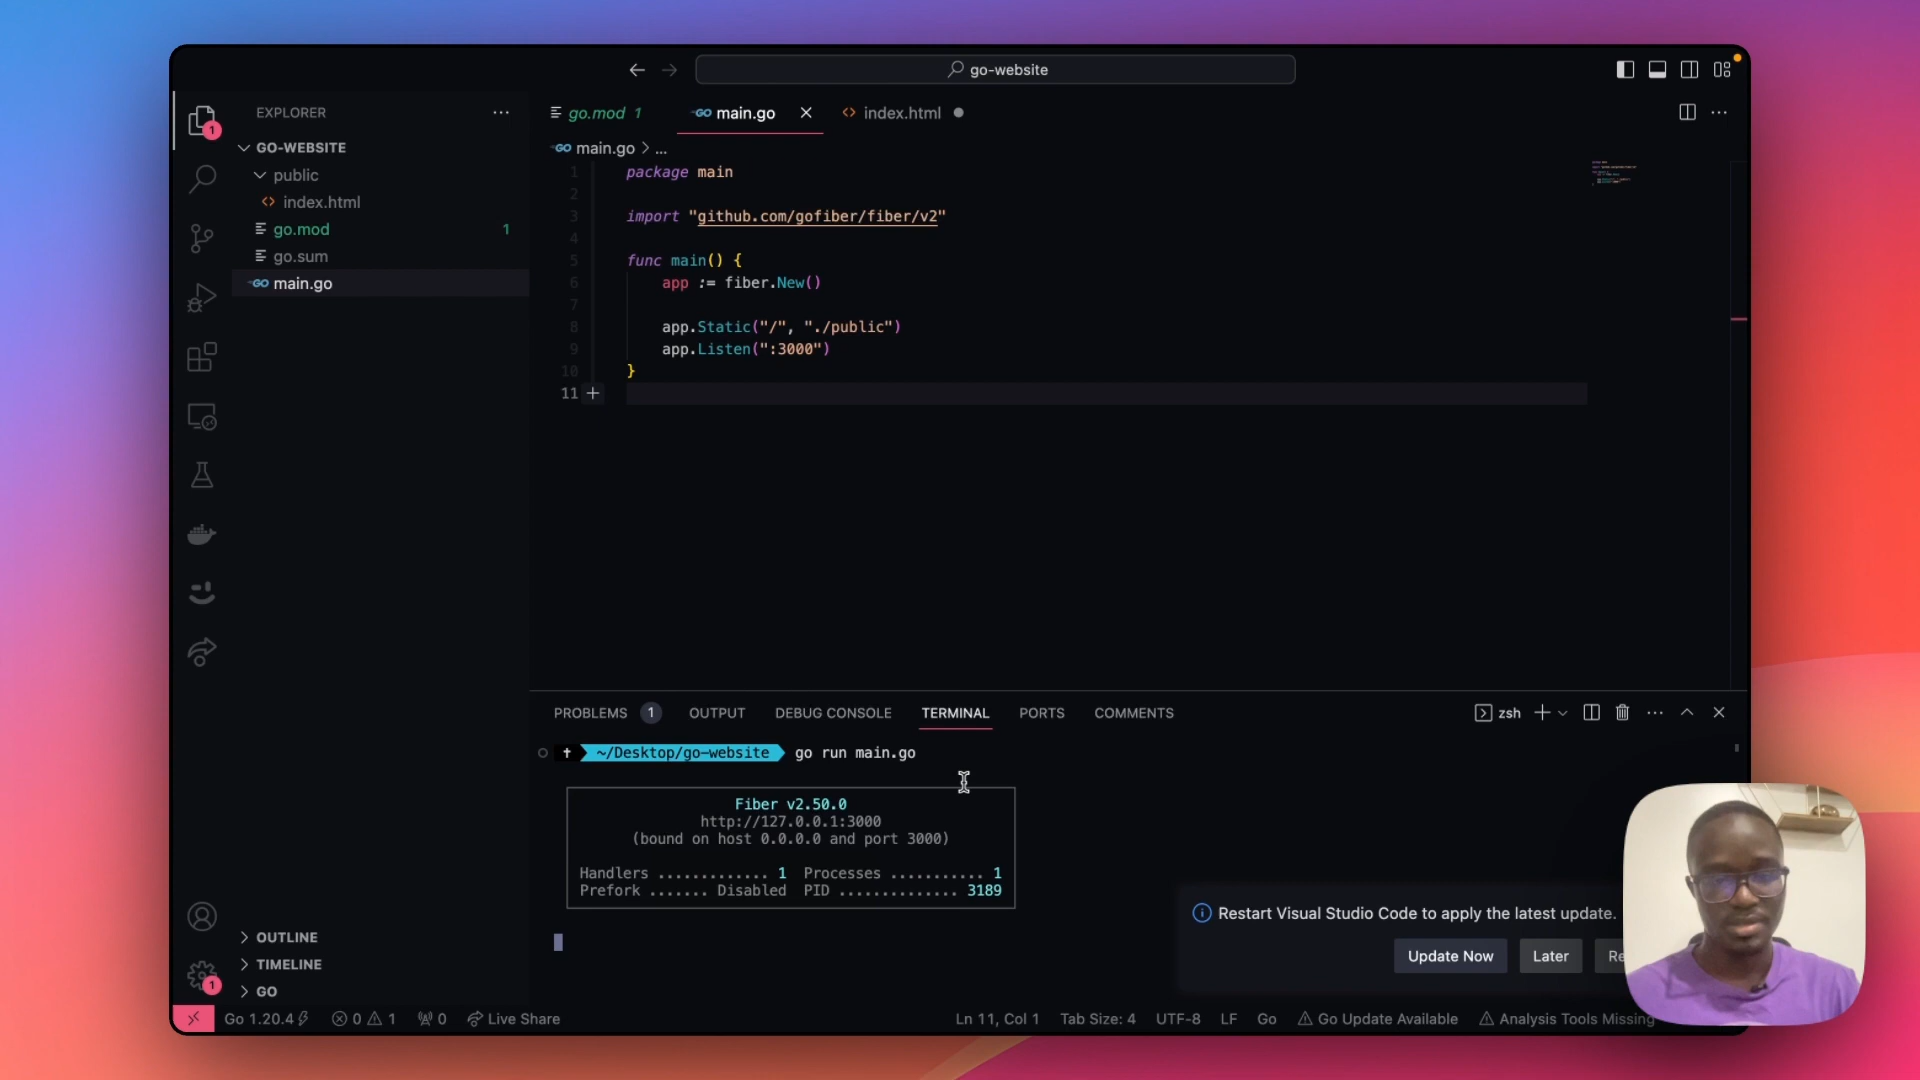 go-website
EXPLORER
GO-WEBSITE
public
index.html
go.mod 1
go.sum
main.go
OUTLINE
TIMELINE
GO
1
1
go.mod 1
main.go
index.html
main.go > ...
1 package main
2
3 import "github.com/gofiber/fiber/v2"
4
5 func main() {
6 app := fiber.New()
7
8 app.Static("/", "./public")
9 app.Listen(":3000")
10 }
11
PROBLEMS 1 OUTPUT DEBUG CONSOLE TERMINAL PORTS COMMENTS
zsh
~/Desktop/go-website go run main.go
Fiber v2.50.0
http://127.0.0.1:3000
(bound on host 0.0.0.0 and port 3000)
Handlers ............. 1 Processes ........... 1
Prefork ....... Disabled PID .............. 3189
Restart Visual Studio Code to apply the latest update.
Update Now Later Re
Go 1.20.4 0 1 0 Live Share
Ln 11, Col 1 Tab Size: 4 UTF-8 LF Go Go Update Available Analysis Tools Missing